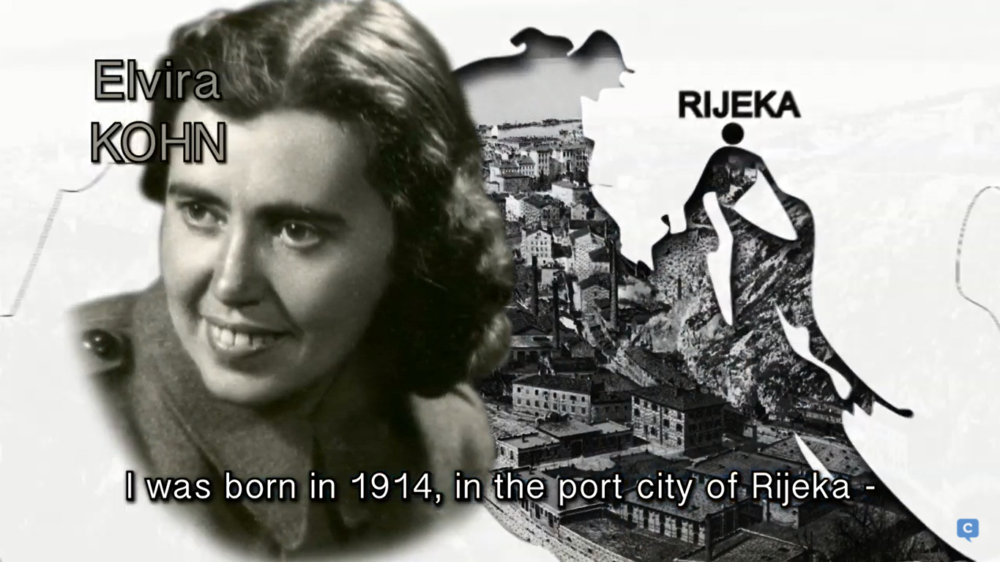 Elvira
KOHN
RIJEKA
I was born in 1914, in the port city of Rijeka -
C